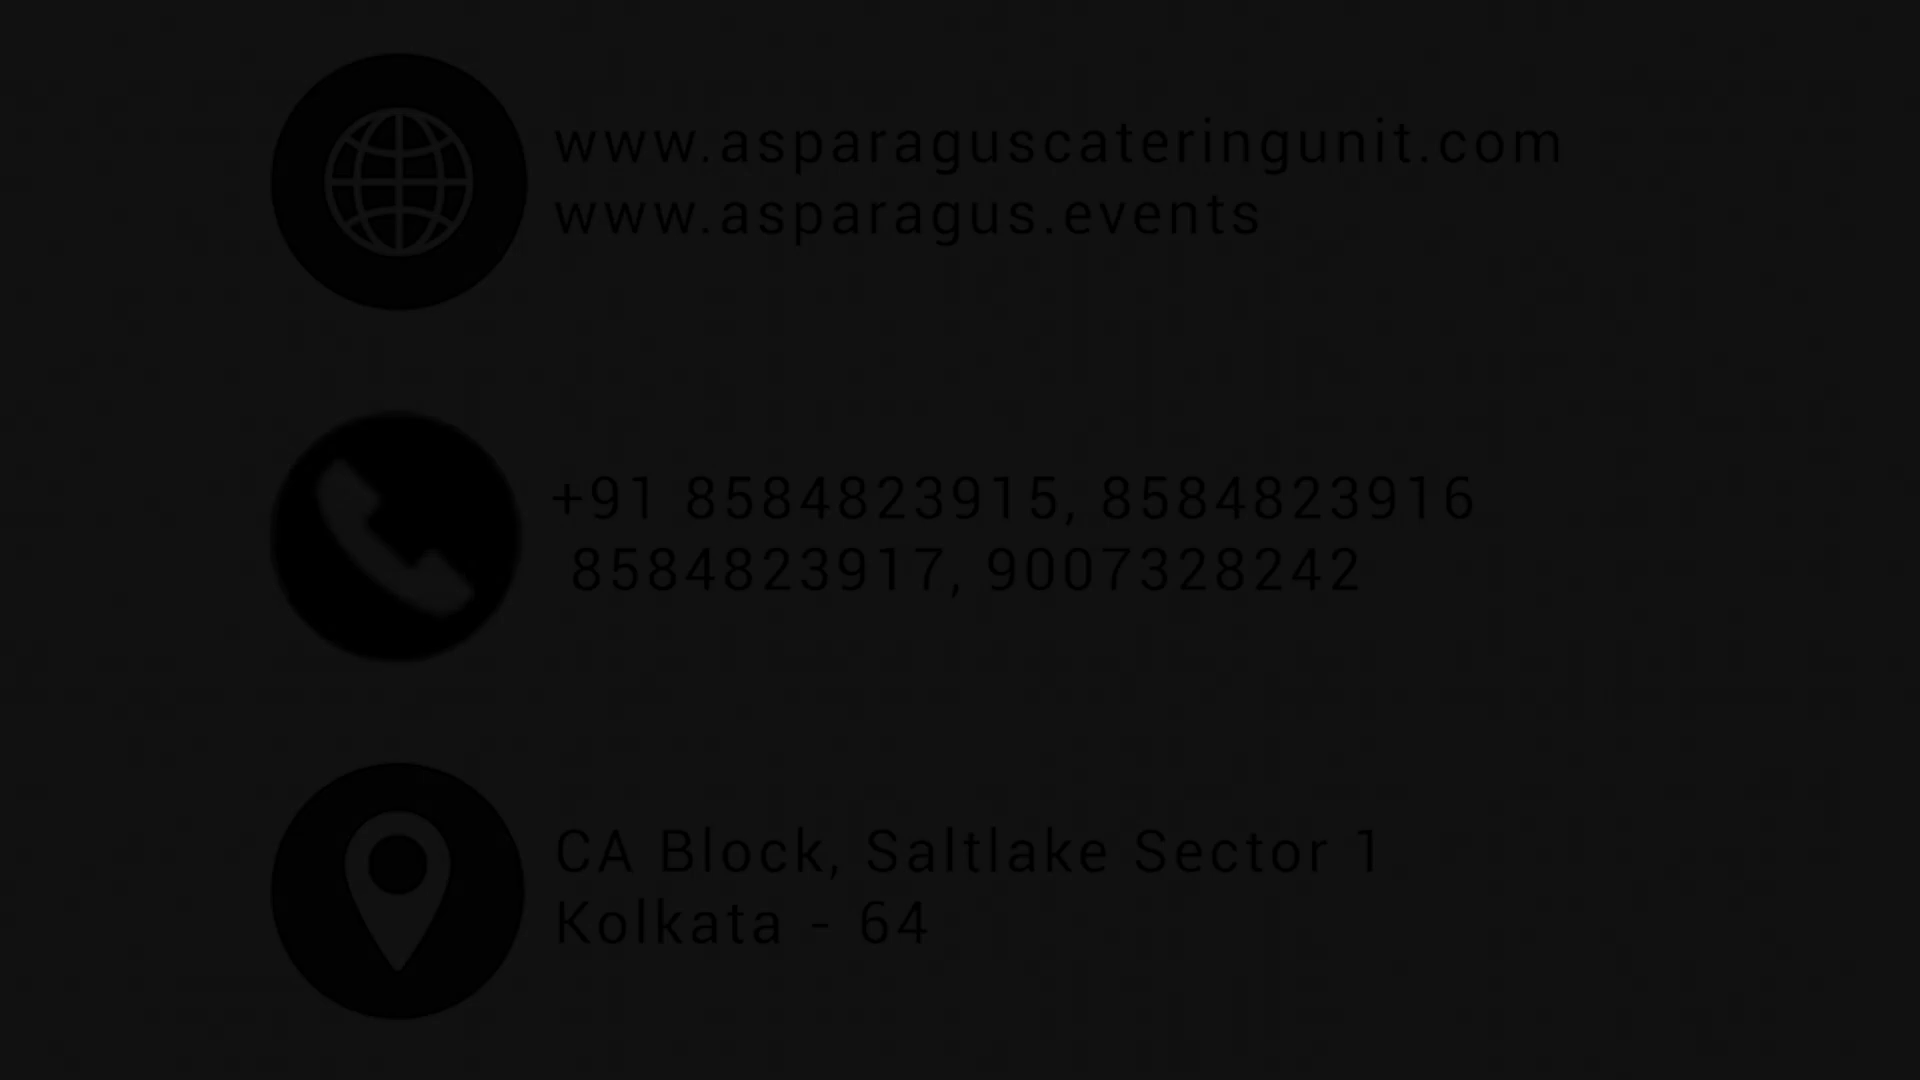 www.asparaguscateringunit.com
www.asparagus.events
+91 8584823915, 8584823916
8584823917, 9007328242
CA Block, Saltlake Sector 1
Kolkata - 64